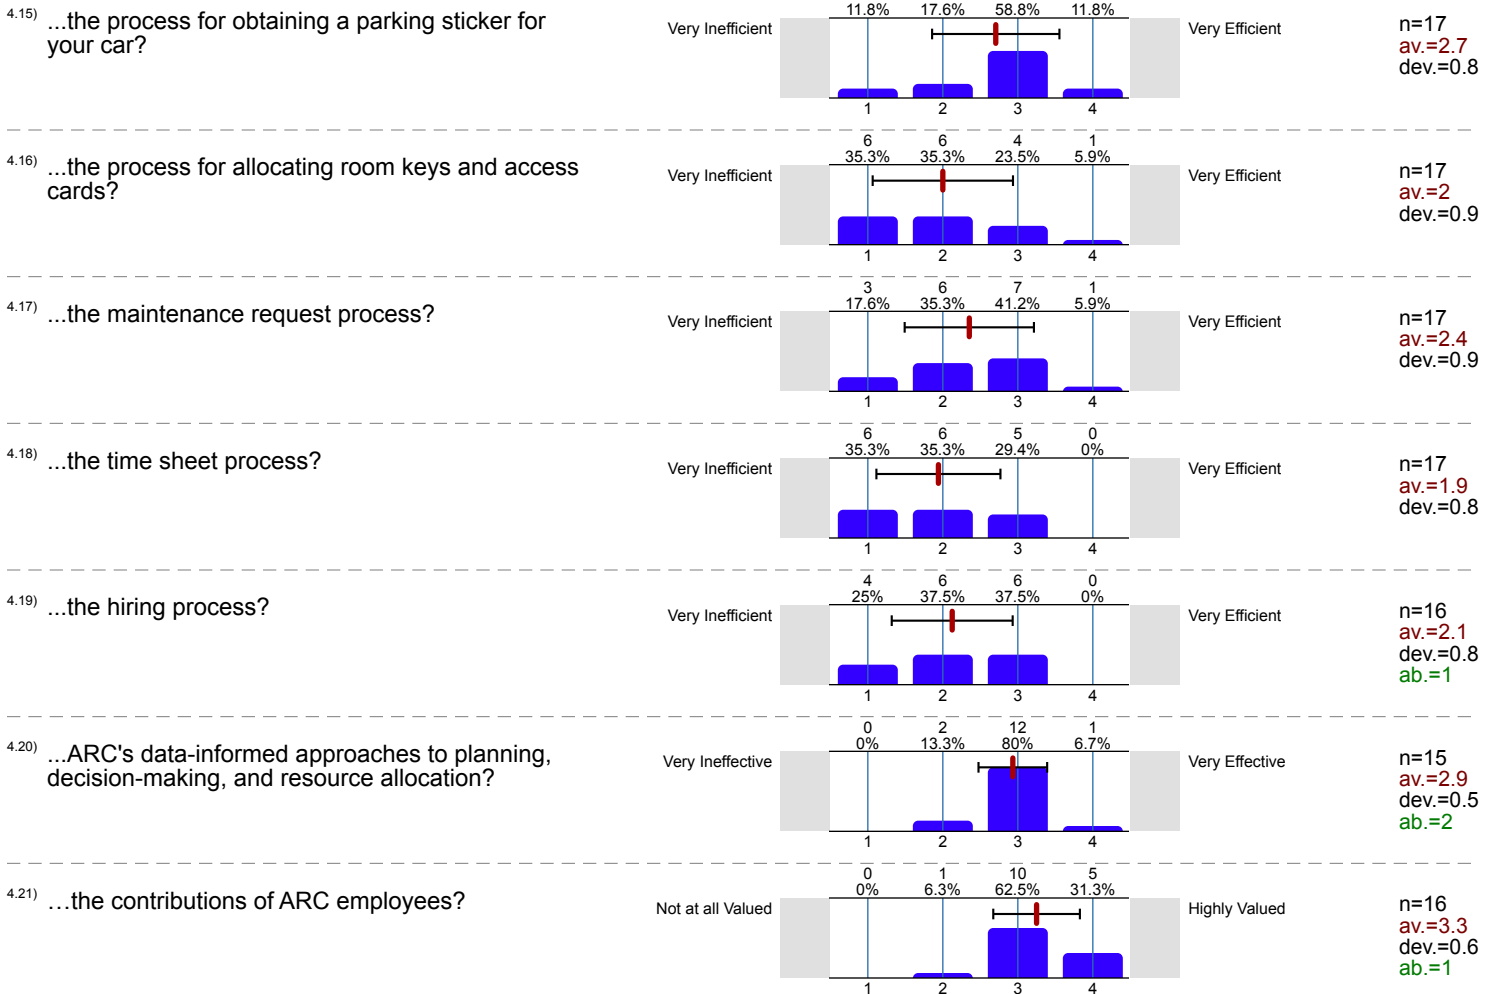 4.15) ...the process for obtaining a parking sticker for
your car?
11.8% 17.6% 58.8% 11.8%
Very Inefficient
Very Efficient
1 2 3 4
n=17
av.=2.7
dev.=0.8
4.16) ...the process for allocating room keys and access
cards?
6 6 4 1
35.3% 35.3% 23.5% 5.9%
Very Inefficient
Very Efficient
1 2 3 4
n=17
av.=2
dev.=0.9
4.17) ...the maintenance request process?
3 6 7 1
17.6% 35.3% 41.2% 5.9%
Very Inefficient
Very Efficient
1 2 3 4
n=17
av.=2.4
dev.=0.9
4.18) ...the time sheet process?
6 6 5 0
35.3% 35.3% 29.4% 0%
Very Inefficient
Very Efficient
1 2 3 4
n=17
av.=1.9
dev.=0.8
4.19) ...the hiring process?
4 6 6 0
25% 37.5% 37.5% 0%
Very Inefficient
Very Efficient
1 2 3 4
n=16
av.=2.1
dev.=0.8
ab.=1
4.20) ...ARC's data-informed approaches to planning,
decision-making, and resource allocation?
0 2 12 1
0% 13.3% 80% 6.7%
Very Ineffective
Very Effective
1 2 3 4
n=15
av.=2.9
dev.=0.5
ab.=2
4.21) …the contributions of ARC employees?
0 1 10 5
0% 6.3% 62.5% 31.3%
Not at all Valued
Highly Valued
1 2 3 4
n=16
av.=3.3
dev.=0.6
ab.=1